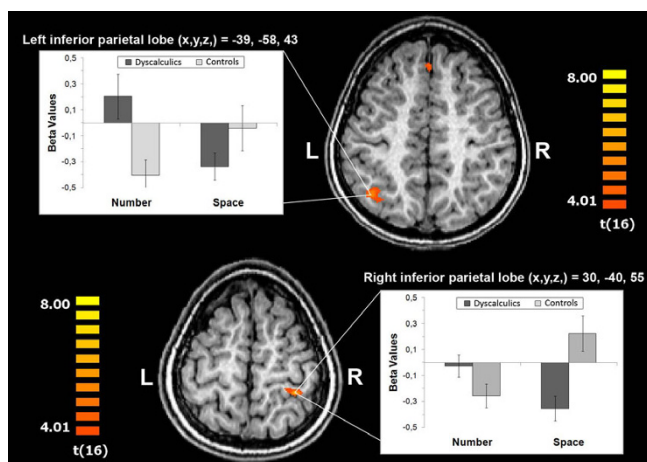 Left inferior parietal lobe (x,y,z,) = -39, -58, 43
Dyscalculics Controls
Beta Values
0,5
0,3
0,1
-0,1
-0,3
-0,5
Number Space
L R
8.00
4.01
t(16)
Right inferior parietal lobe (x,y,z,) = 30, -40, 55
Dyscalculics Controls
Beta Values
0,5
0,3
0,1
-0,1
-0,3
-0,5
Number Space
L R
8.00
4.01
t(16)